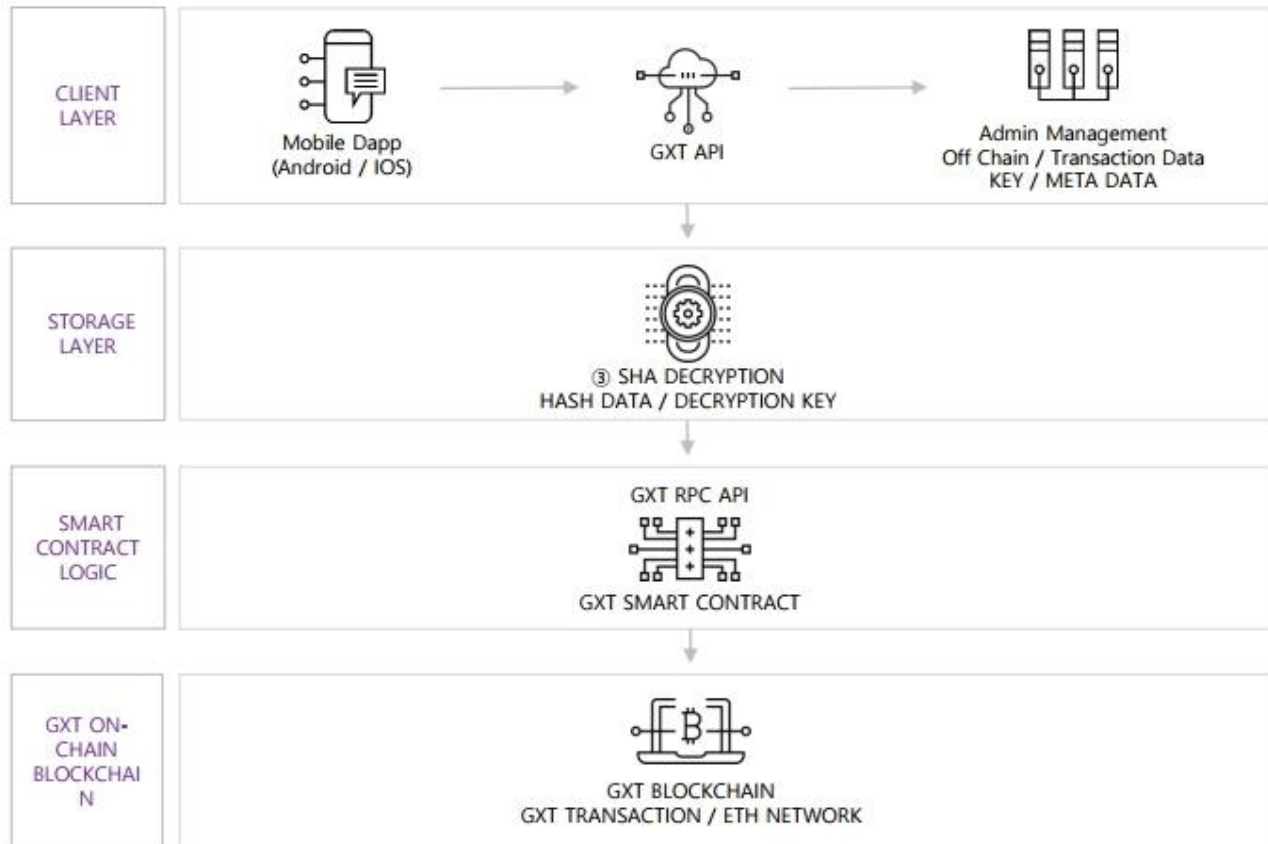 CLIENT
LAYER
Mobile Dapp
(Android / IOS)
GXT API
Admin Management
Off Chain / Transaction Data
KEY / META DATA
STORAGE
LAYER
③ SHA DECRYPTION
HASH DATA / DECRYPTION KEY
SMART
CONTRACT
LOGIC
GXT RPC API
GXT SMART CONTRACT
GXT ON-
CHAIN
BLOCKCHAI
N
GXT BLOCKCHAIN
GXT TRANSACTION / ETH NETWORK